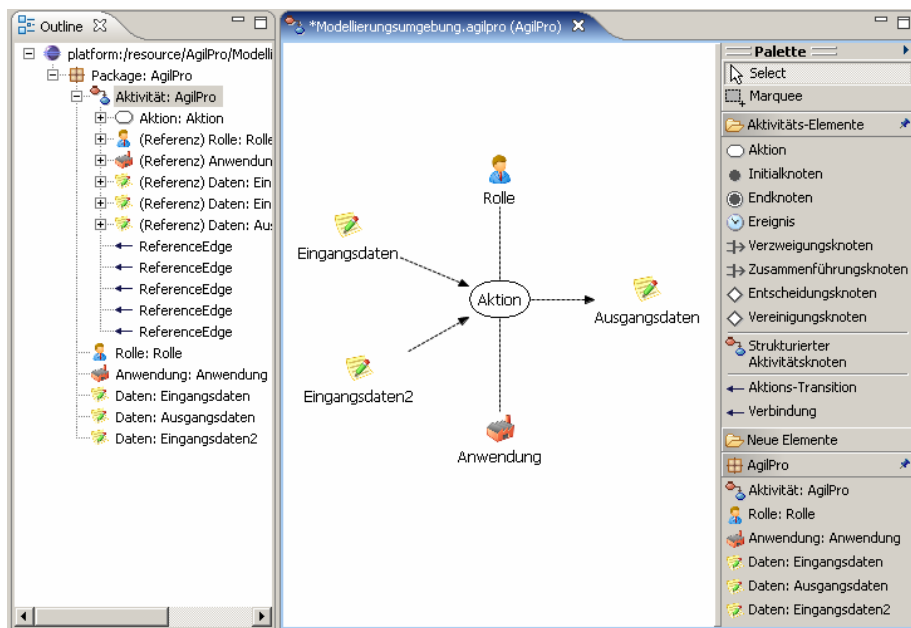 Outline
platform:/resource/AgilPro/Modelli
Package: AgilPro
Aktivität: AgilPro
Aktion: Aktion
(Referenz) Rolle: Rolle
(Referenz) Anwendun
(Referenz) Daten: Ein
(Referenz) Daten: Ein
(Referenz) Daten: Au
ReferenceEdge
ReferenceEdge
ReferenceEdge
ReferenceEdge
ReferenceEdge
Rolle: Rolle
Anwendung: Anwendung
Daten: Eingangsdaten
Daten: Ausgangsdaten
Daten: Eingangsdaten2
*Modellierungsumgebung.agilpro (AgilPro)
Rolle
Eingangsdaten
Aktion
Ausgangsdaten
Eingangsdaten2
Anwendung
Palette
Select
Marquee
Aktivitäts-Elemente
Aktion
Initialknoten
Endknoten
Ereignis
Verzweigungsknoten
Zusammenführungsknoten
Entscheidungsknoten
Vereinigungsknoten
Strukturierter
Aktivitätsknoten
Aktions-Transition
Verbindung
Neue Elemente
AgilPro
Aktivität: AgilPro
Rolle: Rolle
Anwendung: Anwendung
Daten: Eingangsdaten
Daten: Ausgangsdaten
Daten: Eingangsdaten2